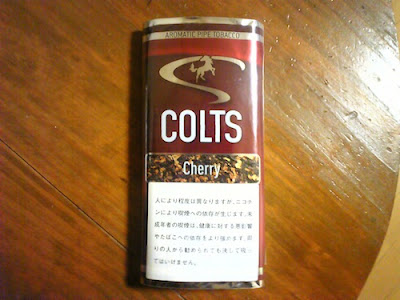 AROMATIC PIPE TOBACCO
COLTS
Cherry
人により程度は異なりますが、ニコチ
ンにより喫煙への依存が生じます。未
成年者の喫煙は、健康に対する悪影響
やたばこへの依存をより強めます。周
りの人から勧められても決して吸っ
てはいけません。